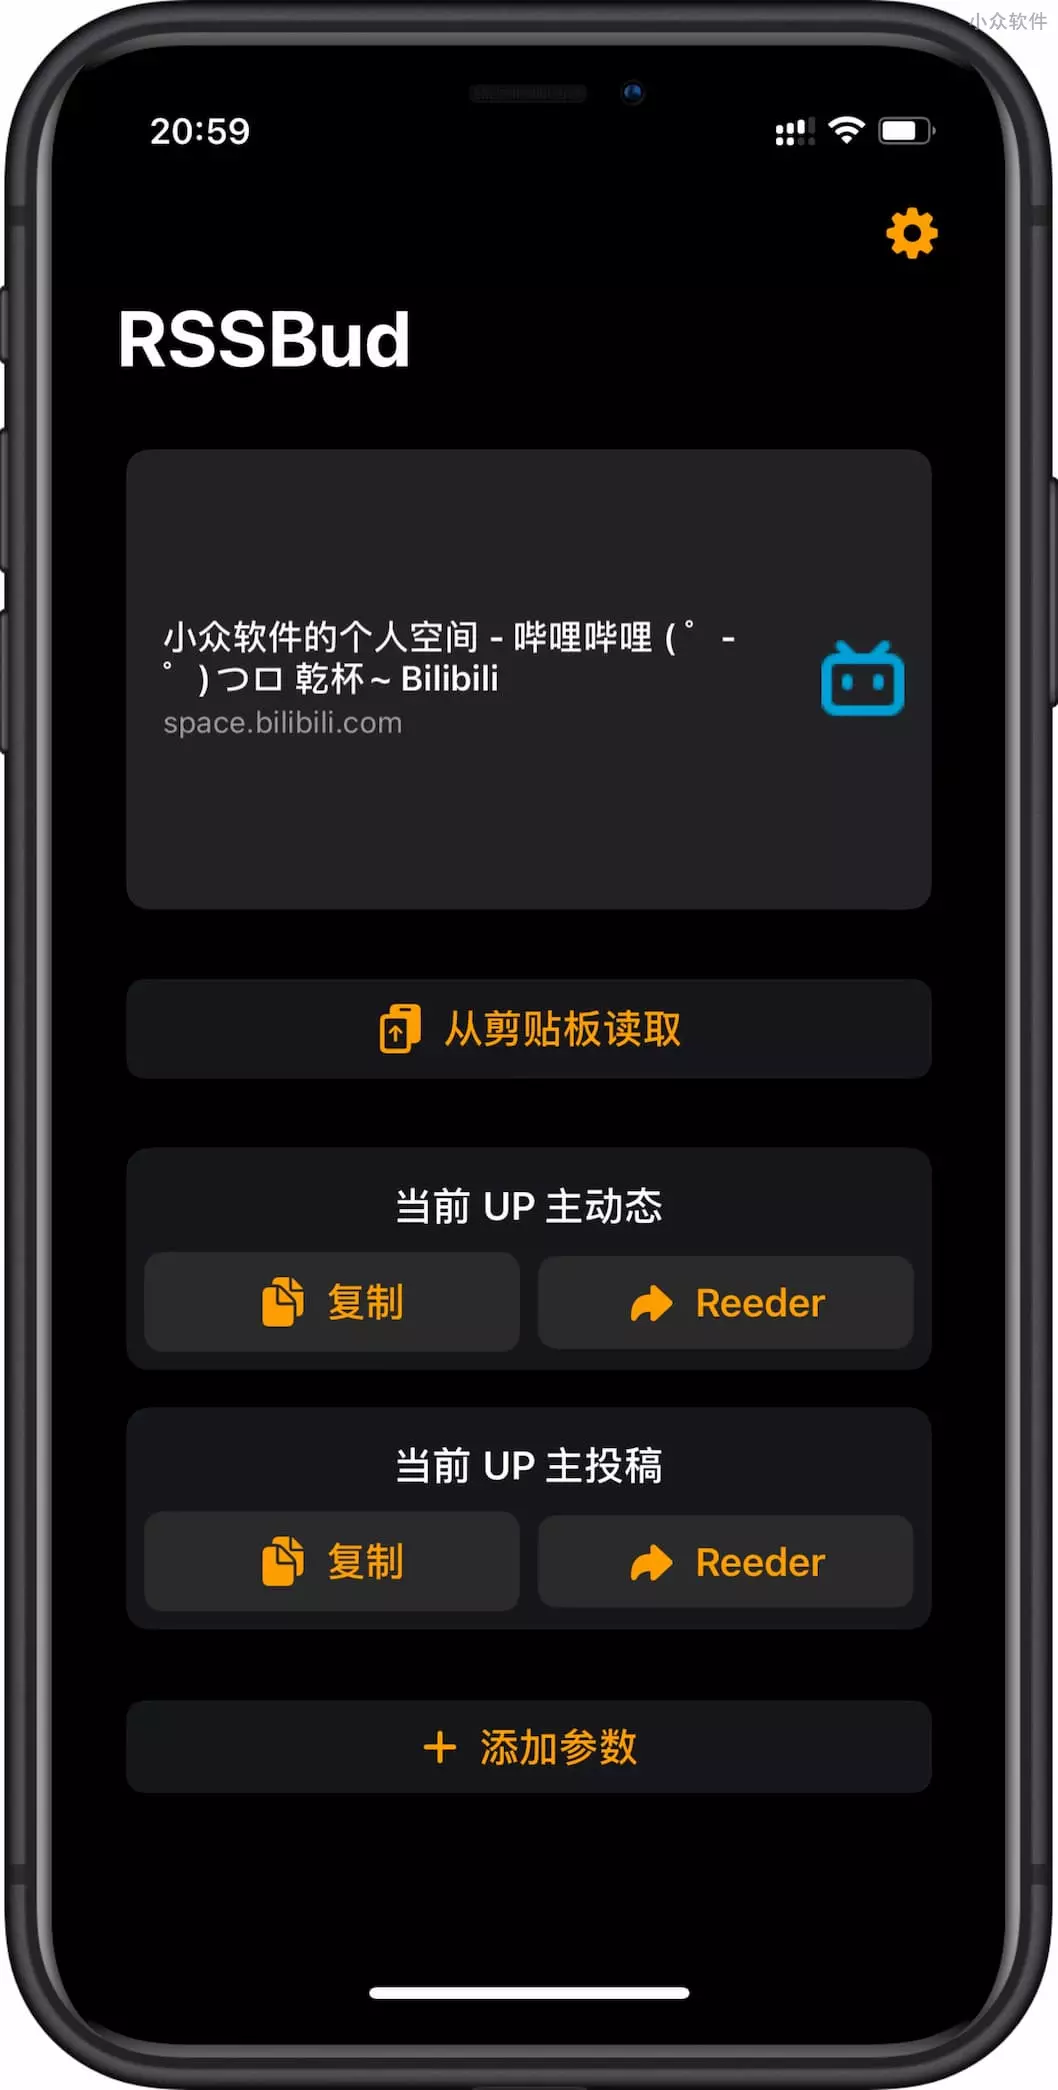 小众软件
20:59
RSSBud
小众软件的个人空间 - 哔哩哔哩 ( ゜ -
゜)つロ 乾杯 ~ Bilibili
space.bilibili.com
从剪贴板读取
当前 UP 主动态
复制
Reeder
当前 UP 主投稿
复制
Reeder
+ 添加参数